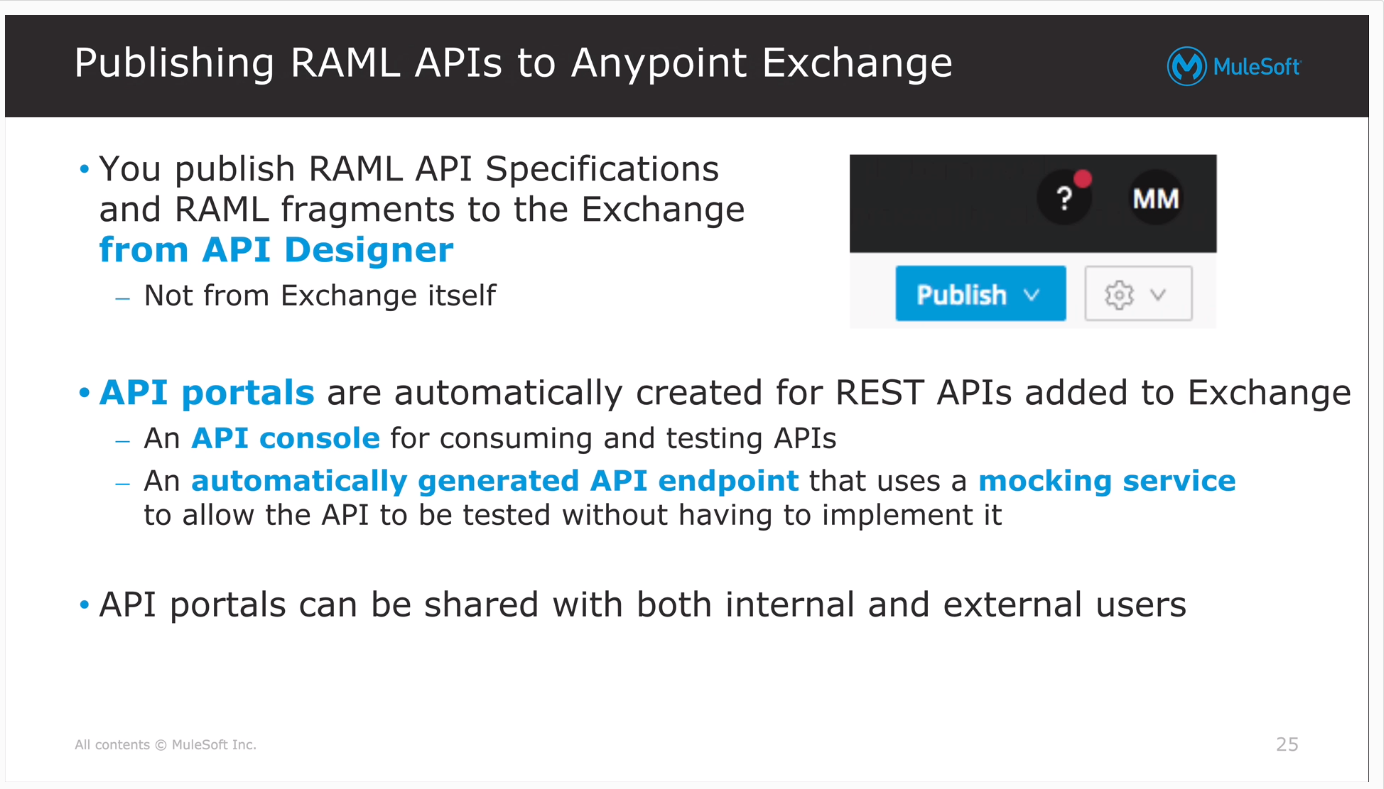 Publishing RAML APIs to Anypoint Exchange
MuleSoft
• You publish RAML API Specifications
and RAML fragments to the Exchange
from API Designer
– Not from Exchange itself
? MM
Publish
• API portals are automatically created for REST APIs added to Exchange
– An API console for consuming and testing APIs
– An automatically generated API endpoint that uses a mocking service
to allow the API to be tested without having to implement it
• API portals can be shared with both internal and external users
All contents © MuleSoft Inc.
25